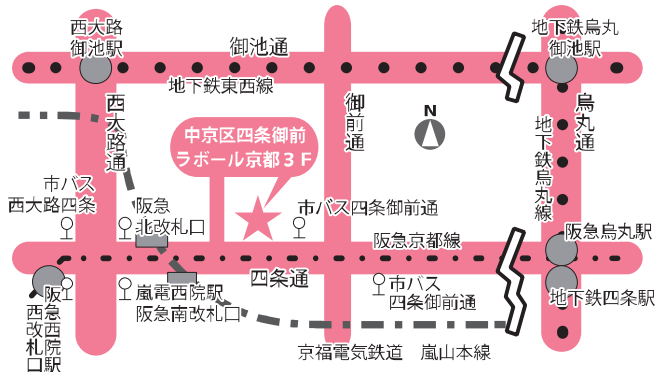 西大路
御池駅
御池通
地下鉄烏丸
御池駅
地下鉄東西線
西大路通
御前通
烏丸通
地下鉄烏丸線
N
中京区四条御前
ラボール京都3F
市バス
西大路四条
阪急
北改札口
市バス四条御前通
阪急京都線
阪急烏丸駅
四条通
嵐電西院駅
阪急南改札口
市バス
四条御前通
地下鉄四条駅
阪急西院駅
西改札口
京福電気鉄道 嵐山本線